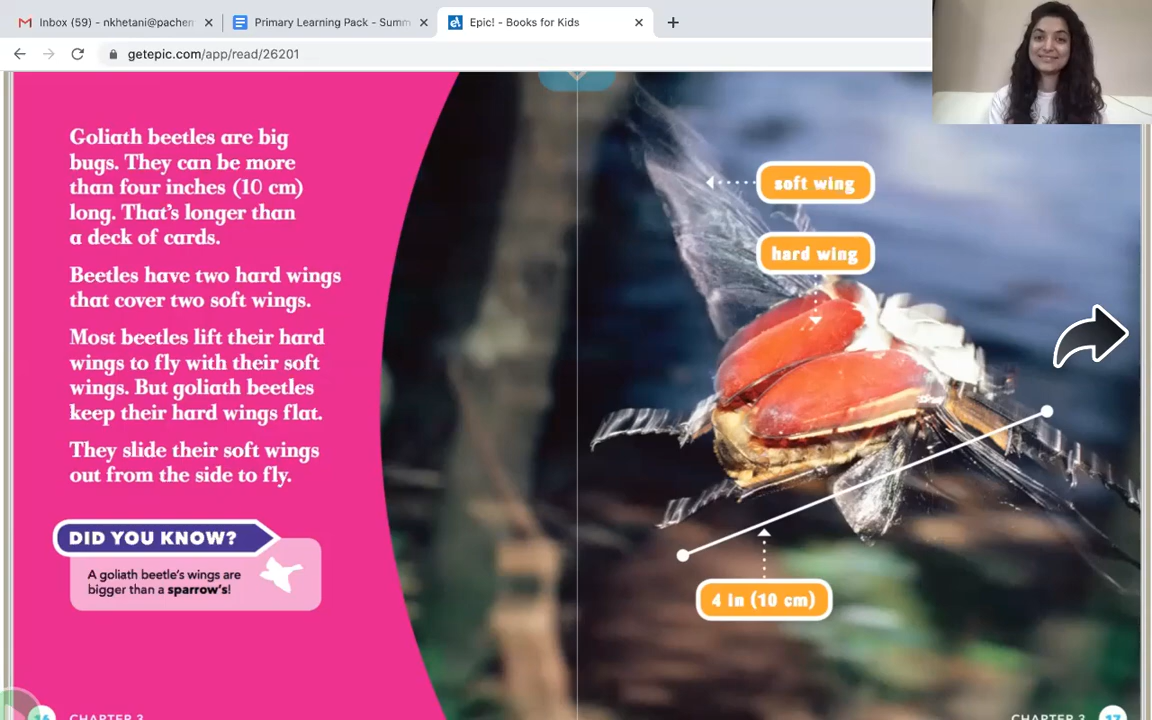 Inbox (59) - nkhetani@pachem
Primary Learning Pack - Summ
Epic! - Books for Kids
getepic.com/app/read/26201
Goliath beetles are big
bugs. They can be more
than four inches (10 cm)
long. That's longer than
a deck of cards.
Beetles have two hard wings
that cover two soft wings.
Most beetles lift their hard
wings to fly with their soft
wings. But goliath beetles
keep their hard wings flat.
They slide their soft wings
out from the side to fly.
DID YOU KNOW?
A goliath beetle's wings are
bigger than a sparrow's!
soft wing
hard wing
4 in (10 cm)
16 CHAPTER 3
CHAPTER 3 17